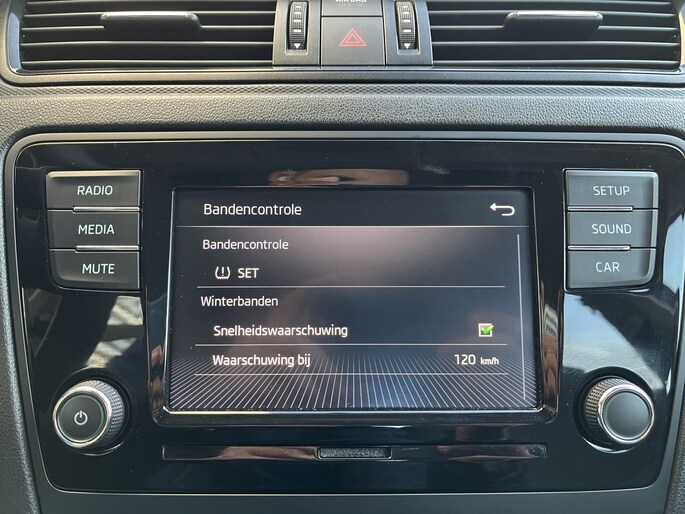 RADIO
MEDIA
MUTE
Bandencontrole
Bandencontrole
SET
Winterbanden
Snelheidswaarschuwing
Waarschuwing bij 120 km/h
SETUP
SOUND
CAR